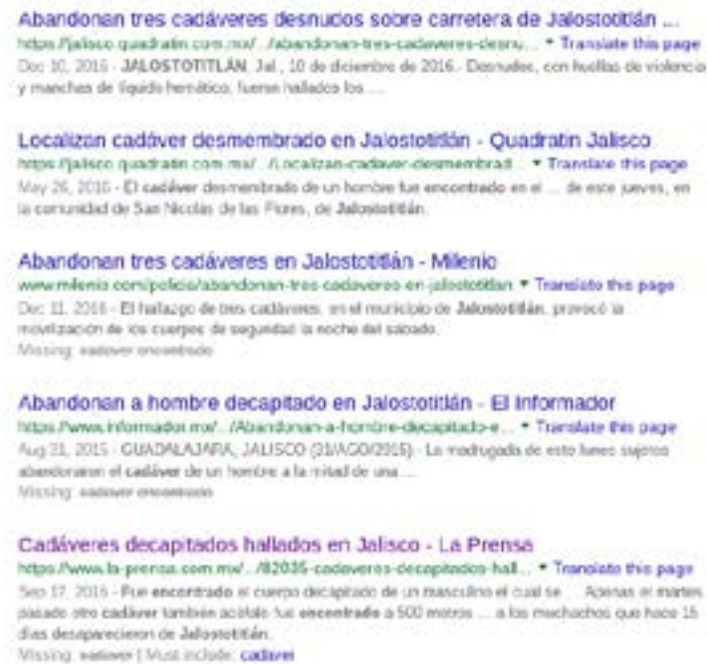 Abandonan tres cadáveres desnudos sobre carretera de Jalostotitlán ...
https://jalisco.quadratin.com.mx/.../abandonan-tres-cadaveres-desnu... Translate this page
Dec 10, 2016 - JALOSTOTITLÁN, Jal., 10 de diciembre de 2016.- Desnudos, con huellas de violencia
y manchas de líquido hemático, fueron hallados los ...
Localizan cadáver desmembrado en Jalostotitlán - Quadratin Jalisco
https://jalisco.quadratin.com.mx/.../Localizan-cadaver-desmembrad... Translate this page
May 26, 2016 - El cadáver desmembrado de un hombre fue encontrado en el ... de este jueves, en
la comunidad de San Nicolás de las Flores, de Jalostotitlán.
Abandonan tres cadáveres en Jalostotitlán - Milenio
www.milenio.com/policia/abandonan-tres-cadaveres-en-jalostotitlan Translate this page
Dec 11, 2016 - El hallazgo de tres cadáveres, en el municipio de Jalostotitlán, provocó la
movilización de los cuerpos de seguridad la noche del sábado.
Missing: cadaver encontrado
Abandonan a hombre decapitado en Jalostotitlán - El Informador
https://www.informador.mx/.../Abandonan-a-hombre-decapitado-e... Translate this page
Aug 31, 2015 - GUADALAJARA, JALISCO (31/AGO/2015).- La madrugada de este lunes sujetos
abandonaron el cadáver de un hombre a la mitad de una ...
Missing: cadaver encontrado
Cadáveres decapitados hallados en Jalisco - La Prensa
https://www.la-prensa.com.mx/.../82035-cadaveres-decapitados-hall... Translate this page
Sep 17, 2016 - Fue encontrado el cuerpo decapitado de un masculino el cual se ... Apenas el martes
pasado otro cadáver también acéfalo fue encontrado a 500 metros ... a los muchachos que hace 15
días desaparecieron de Jalostotitlán.
Missing: cadaver | Must include: cadaver